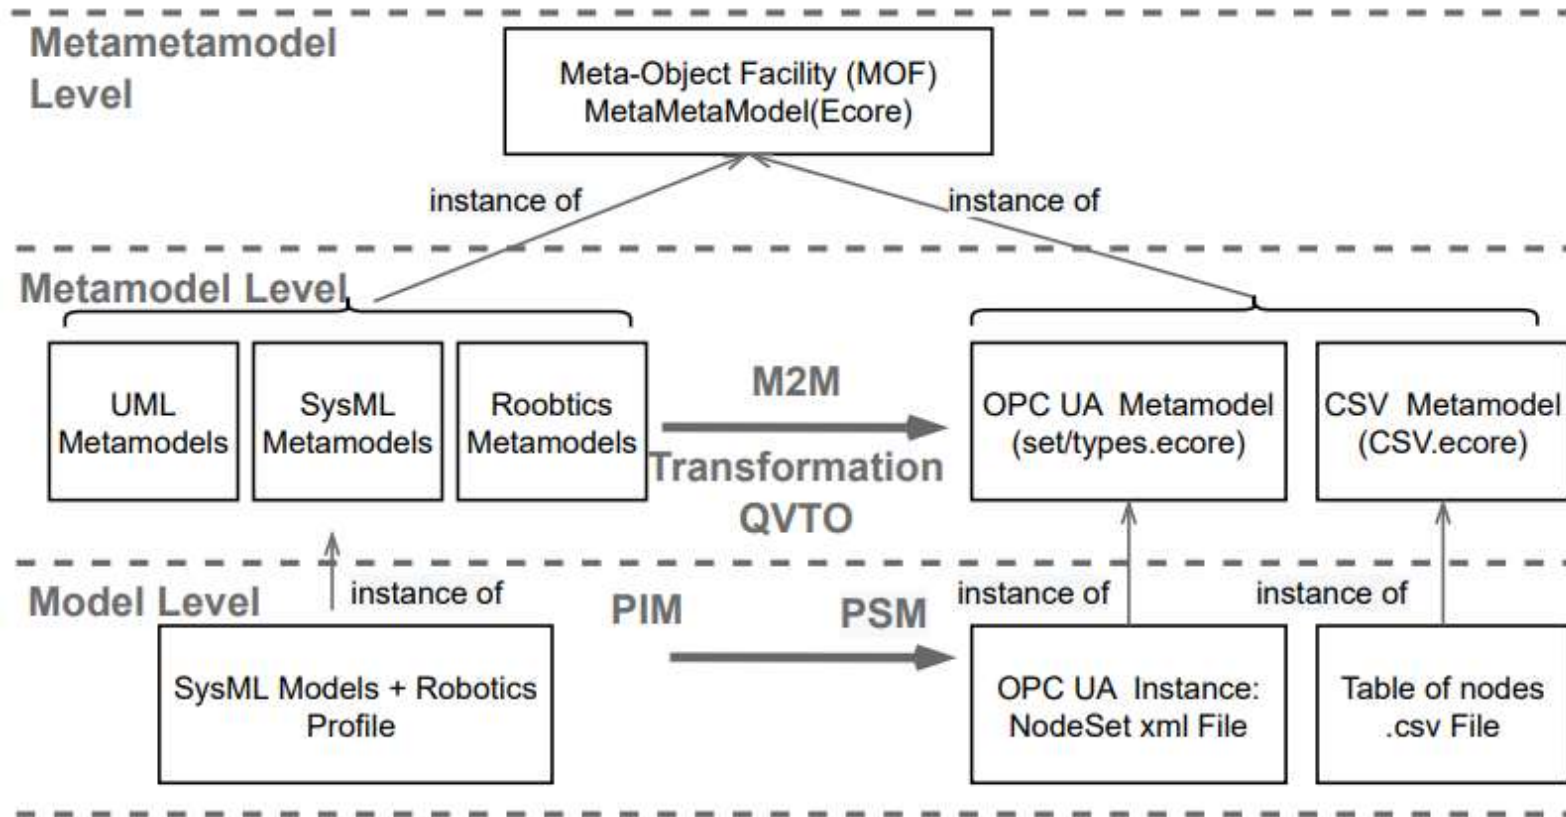 Metametamodel
Level
Meta-Object Facility (MOF)
MetaMetaModel(Ecore)
instance of
instance of
Metamodel Level
UML
Metamodels
SysML
Metamodels
Roobtics
Metamodels
M2M
Transformation
QVTO
OPC UA Metamodel
(set/types.ecore)
CSV Metamodel
(CSV.ecore)
Model Level
instance of
PIM
PSM
instance of
instance of
SysML Models + Robotics
Profile
OPC UA Instance:
NodeSet xml File
Table of nodes
.csv File